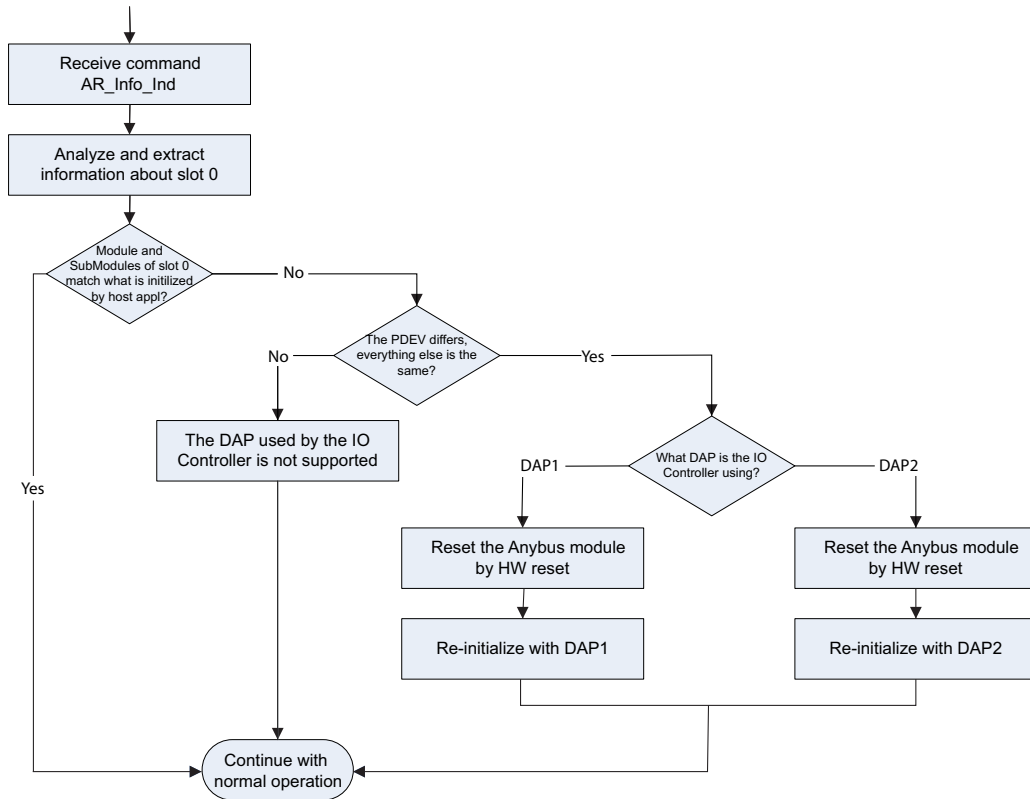 Receive command
AR_Info_Ind
Analyze and extract
information about slot 0
Module and
SubModules of slot 0
match what is initilized
by host appl?
No
The PDEV differs,
everything else is the
same?
No
Yes
The DAP used by the IO
Controller is not supported
What DAP is the IO
Controller using?
DAP1
DAP2
Yes
Reset the Anybus module
by HW reset
Reset the Anybus module
by HW reset
Re-initialize with DAP1
Re-initialize with DAP2
Continue with
normal operation